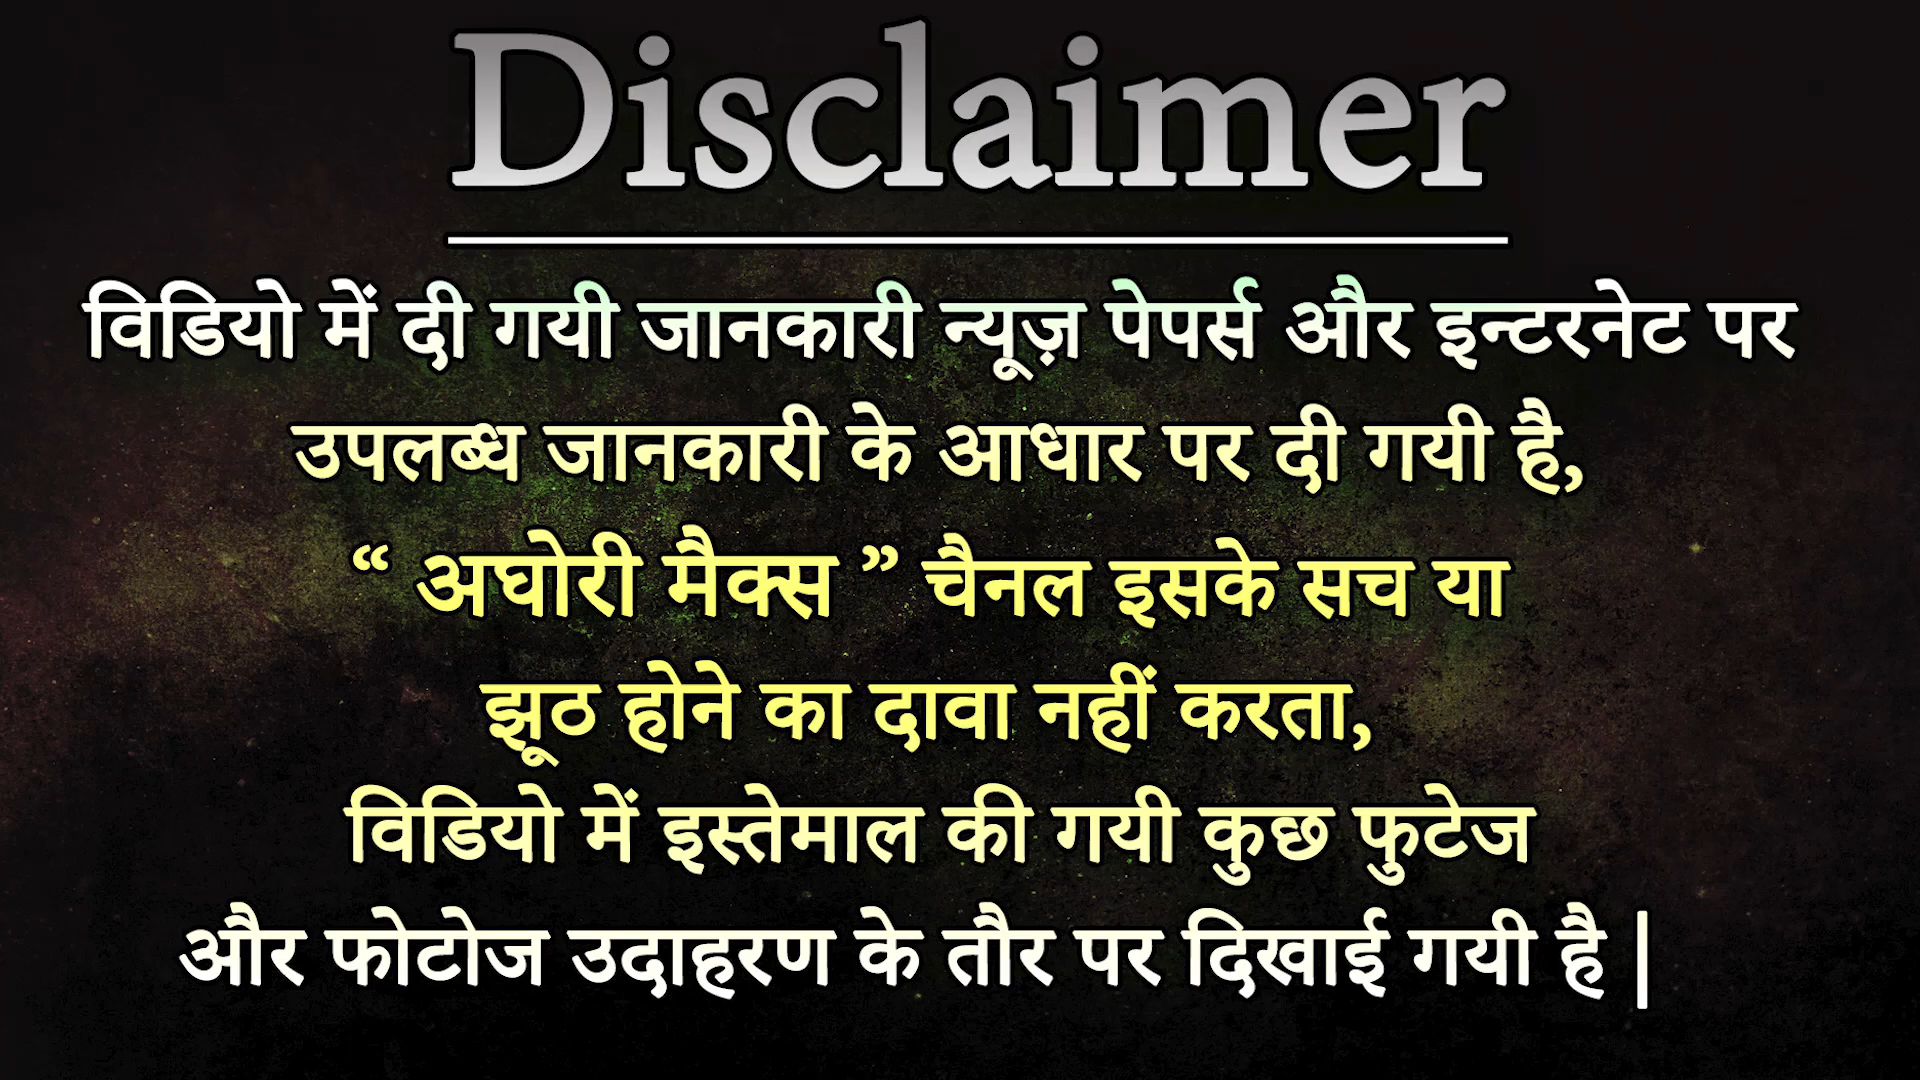 Disclaimer
विडियो में दी गयी जानकारी न्यूज़ पेपर्स और इन्टरनेट पर
उपलब्ध जानकारी के आधार पर दी गयी है,
“ अघोरी मैक्स ” चैनल इसके सच या
झूठ होने का दावा नहीं करता,
विडियो में इस्तेमाल की गयी कुछ फुटेज
और फोटोज उदाहरण के तौर पर दिखाई गयी है |